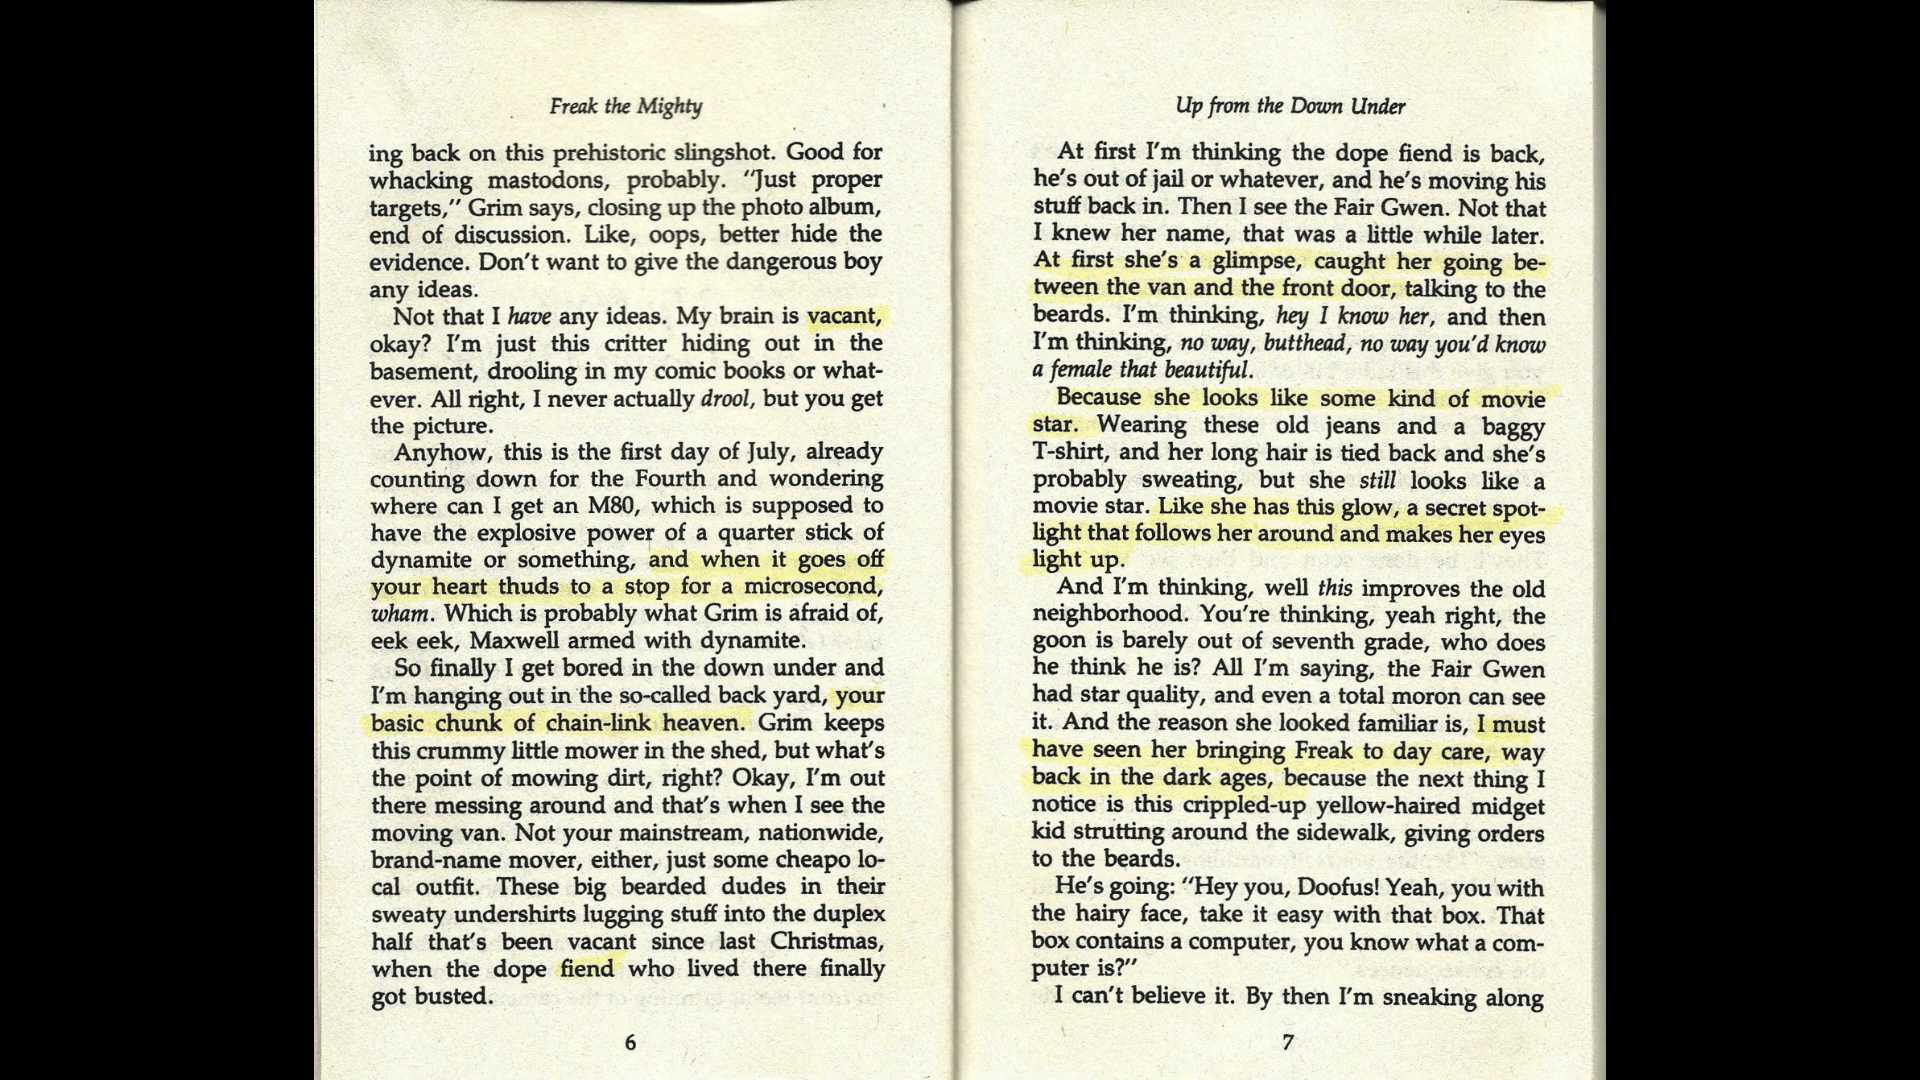 Freak the Mighty
ing back on this prehistoric slingshot. Good for
whacking mastodons, probably. "Just proper
targets," Grim says, closing up the photo album,
end of discussion. Like, oops, better hide the
evidence. Don't want to give the dangerous boy
any ideas.
Not that I have any ideas. My brain is vacant,
okay? I'm just this critter hiding out in the
basement, drooling in my comic books or what-
ever. All right, I never actually drool, but you get
the picture.
Anyhow, this is the first day of July, already
counting down for the Fourth and wondering
where can I get an M80, which is supposed to
have the explosive power of a quarter stick of
dynamite or something, and when it goes off
your heart thuds to a stop for a microsecond,
wham. Which is probably what Grim is afraid of,
eek eek, Maxwell armed with dynamite.
So finally I get bored in the down under and
I'm hanging out in the so-called back yard, your
basic chunk of chain-link heaven. Grim keeps
this crummy little mower in the shed, but what's
the point of mowing dirt, right? Okay, I'm out
there messing around and that's when I see the
moving van. Not your mainstream, nationwide,
brand-name mover, either, just some cheapo lo-
cal outfit. These big bearded dudes in their
sweaty undershirts lugging stuff into the duplex
half that's been vacant since last Christmas,
when the dope fiend who lived there finally
got busted.
6
Up from the Down Under
At first I'm thinking the dope fiend is back,
he's out of jail or whatever, and he's moving his
stuff back in. Then I see the Fair Gwen. Not that
I knew her name, that was a little while later.
At first she's a glimpse, caught her going be-
tween the van and the front door, talking to the
beards. I'm thinking, hey I know her, and then
I'm thinking, no way, butthead, no way you'd know
a female that beautiful.
Because she looks like some kind of movie
star. Wearing these old jeans and a baggy
T-shirt, and her long hair is tied back and she's
probably sweating, but she still looks like a
movie star. Like she has this glow, a secret spot-
light that follows her around and makes her eyes
light up.
And I'm thinking, well this improves the old
neighborhood. You're thinking, yeah right, the
goon is barely out of seventh grade, who does
he think he is? All I'm saying, the Fair Gwen
had star quality, and even a total moron can see
it. And the reason she looked familiar is, I must
have seen her bringing Freak to day care, way
back in the dark ages, because the next thing I
notice is this crippled-up yellow-haired midget
kid strutting around the sidewalk, giving orders
to the beards.
He's going: "Hey you, Doofus! Yeah, you with
the hairy face, take it easy with that box. That
box contains a computer, you know what a com-
puter is?"
I can't believe it. By then I'm sneaking along
7